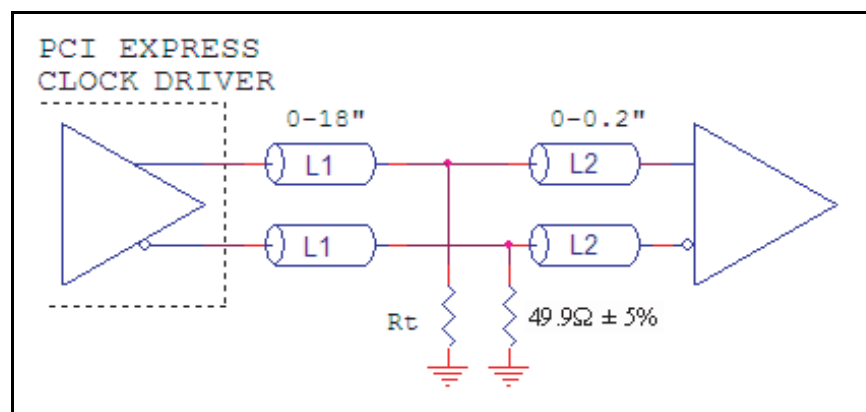 PCI EXPRESS
CLOCK DRIVER
0-18"
0-0.2"
L1
L2
L1
L2
Rt
49.9Ω ± 5%